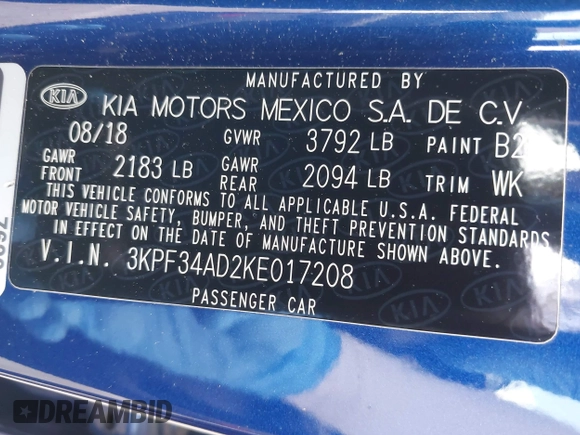 MANUFACTURED BY
KIA KIA MOTORS MEXICO S.A. DE C.V.
08/18 GVWR 3792 LB PAINT B2
GAWR FRONT 2183 LB GAWR REAR 2094 LB TRIM WK
THIS VEHICLE CONFORMS TO ALL APPLICABLE U.S.A. FEDERAL
MOTOR VEHICLE SAFETY, BUMPER, AND THEFT PREVENTION STANDARDS
IN EFFECT ON THE DATE OF MANUFACTURE SHOWN ABOVE.
V.I.N. 3KPF34AD2KE017208
PASSENGER CAR
DREAMBID